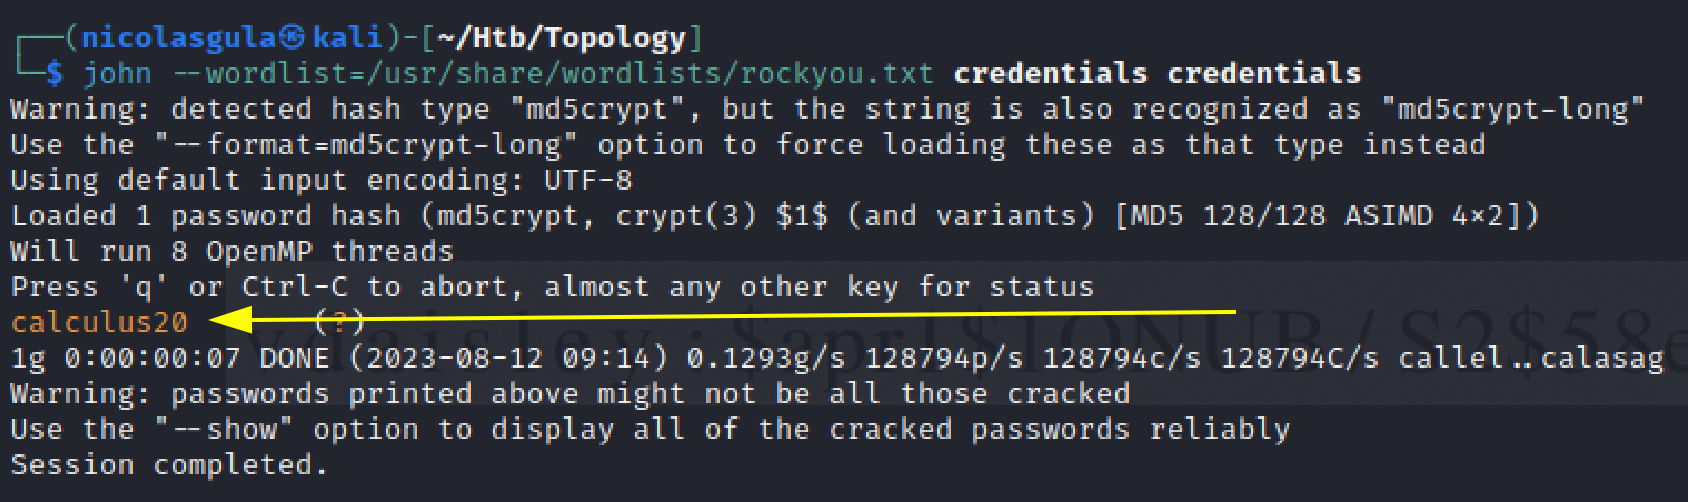 ┌──(nicolasgula㉿kali)-[~/Htb/Topology]
└─$ john --wordlist=/usr/share/wordlists/rockyou.txt credentials credentials
Warning: detected hash type "md5crypt", but the string is also recognized as "md5crypt-long"
Use the "--format=md5crypt-long" option to force loading these as that type instead
Using default input encoding: UTF-8
Loaded 1 password hash (md5crypt, crypt(3) $1$ (and variants) [MD5 128/128 ASIMD 4×2])
Will run 8 OpenMP threads
Press 'q' or Ctrl-C to abort, almost any other key for status
calculus20 (?)
vdaisley:$apr1$1ONUB/S2$58e
1g 0:00:00:07 DONE (2023-08-12 09:14) 0.1293g/s 128794p/s 128794c/s 128794C/s callel..calasag
Warning: passwords printed above might not be all those cracked
Use the "--show" option to display all of the cracked passwords reliably
Session completed.